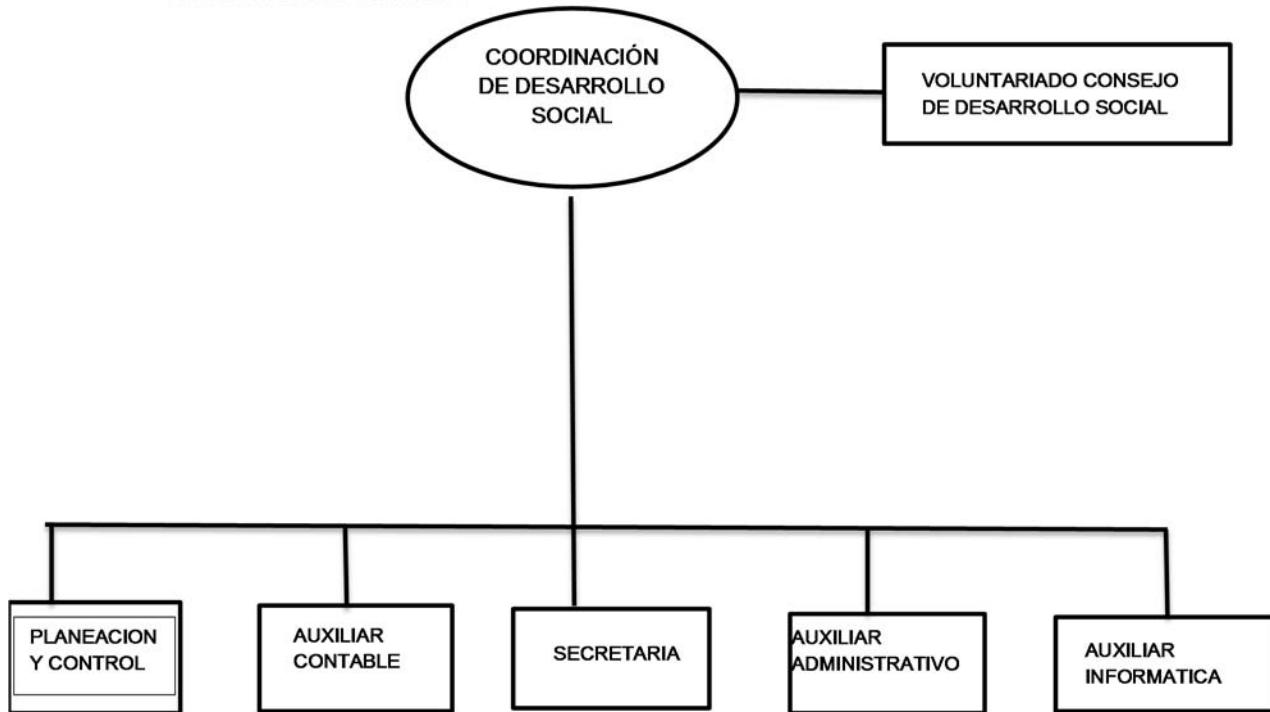 COORDINACIÓN
DE DESARROLLO
SOCIAL
VOLUNTARIADO CONSEJO
DE DESARROLLO SOCIAL
PLANEACION
Y CONTROL
AUXILIAR
CONTABLE
SECRETARIA
AUXILIAR
ADMINISTRATIVO
AUXILIAR
INFORMATICA